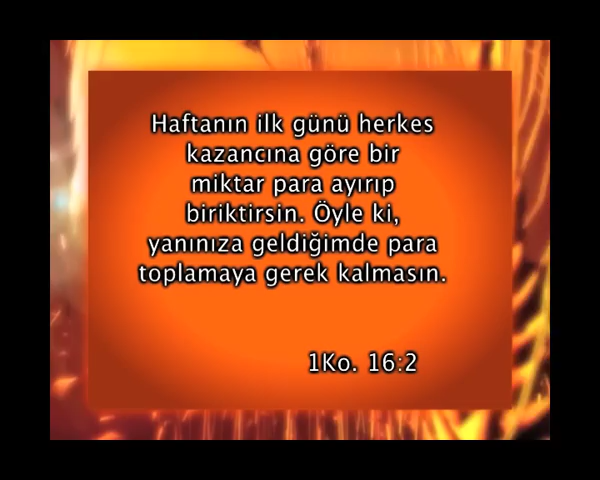 Haftanın ilk günü herkes
kazancına göre bir
miktar para ayırıp
biriktirsin. Öyle ki,
yanınıza geldiğimde para
toplamaya gerek kalmasın.
1Ko. 16:2